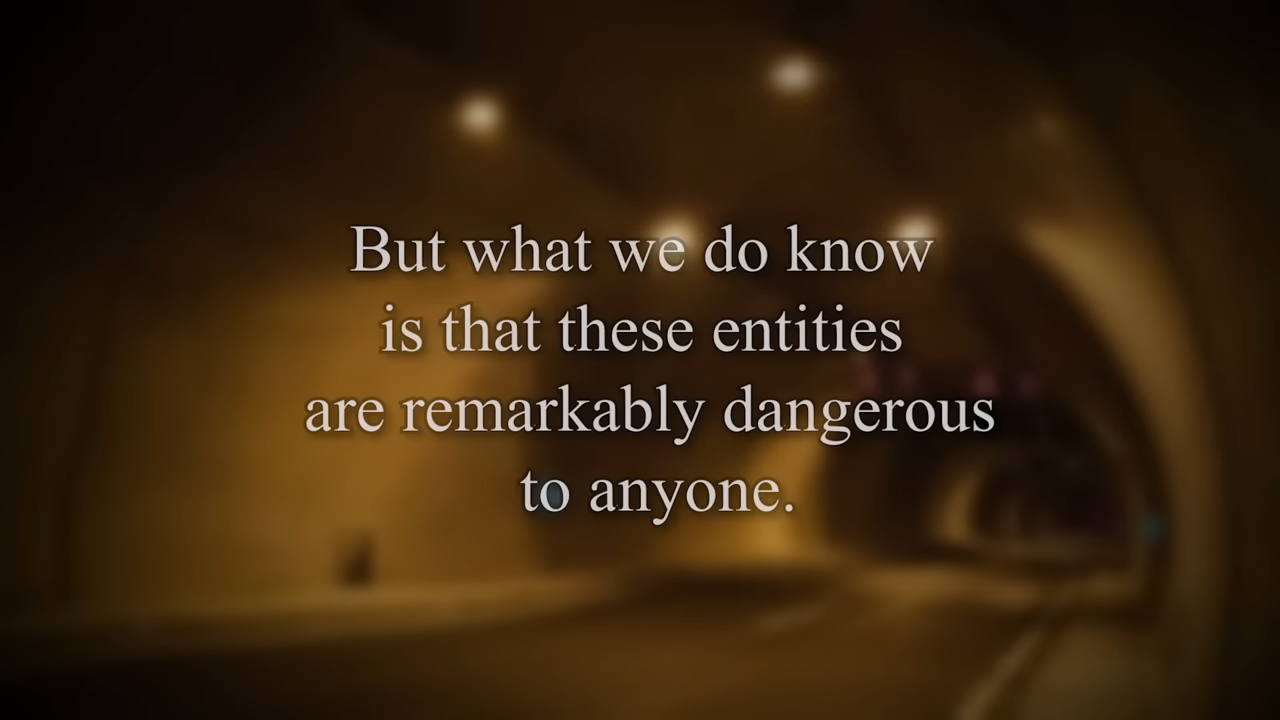 But what we do know
is that these entities
are remarkably dangerous
to anyone.